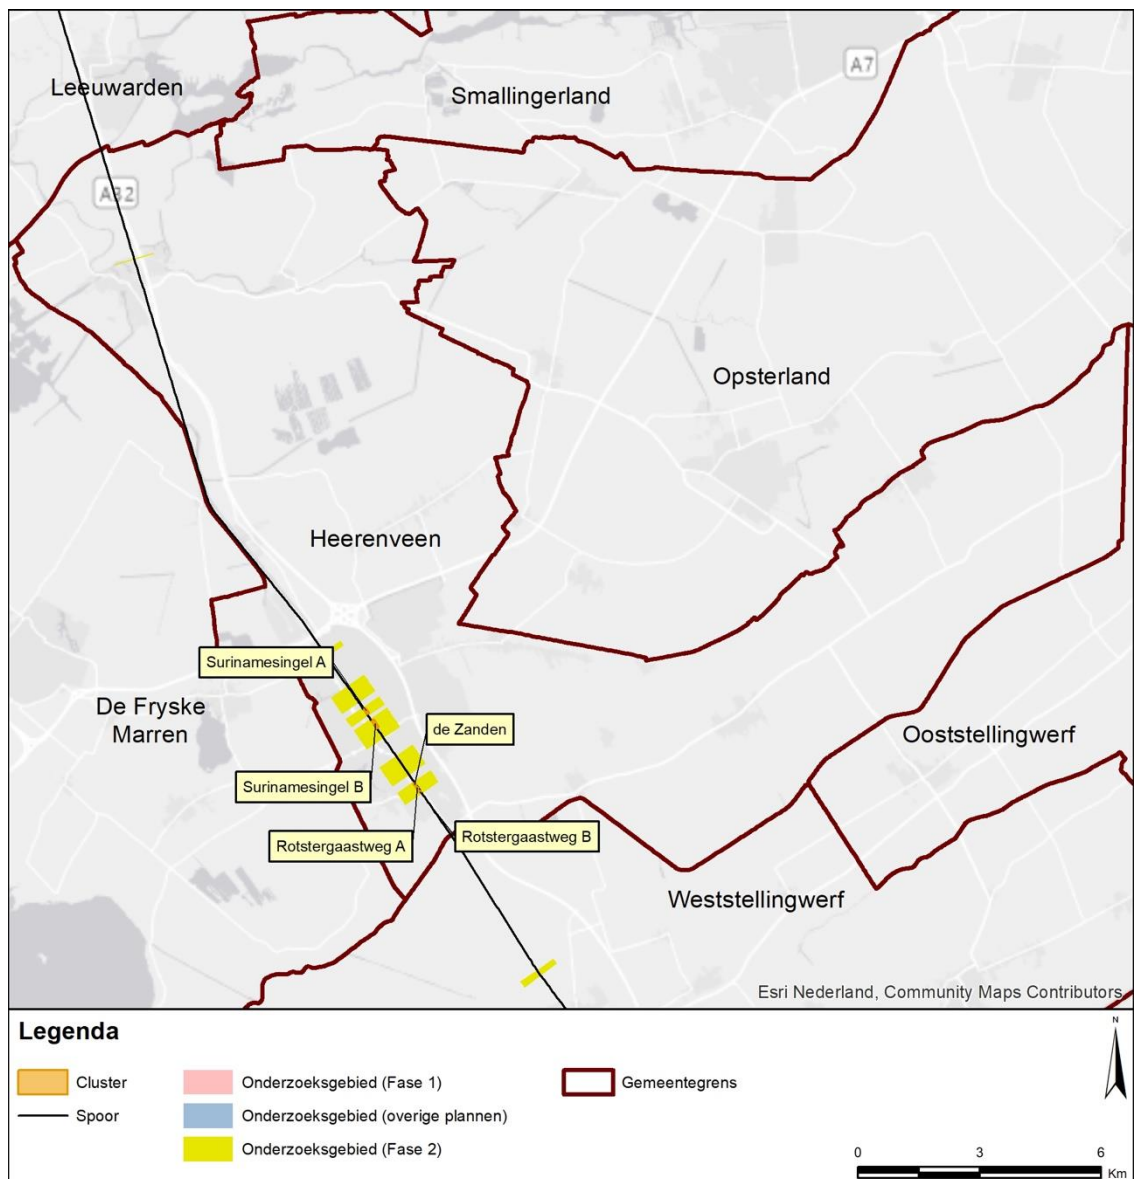 Leeuwarden
Smallingerland
A7
A32
Opsterland
Heerenveen
Surinamesingel A
De Fryske
Marren
de Zanden
Ooststellingwerf
Surinamesingel B
Rotstergaastweg A
Rotstergaastweg B
Weststellingwerf
Esri Nederland, Community Maps Contributors
Legenda
Cluster
Spoor
Onderzoeksgebied (Fase 1)
Onderzoeksgebied (overige plannen)
Onderzoeksgebied (Fase 2)
Gemeentegrens
N
0 3 6
Km